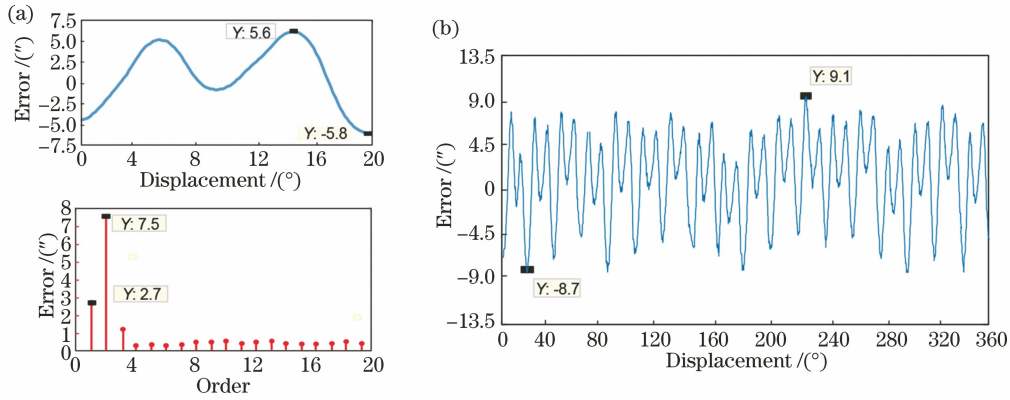 (a)
7.5
5.0
2.5
0
−2.5
−5.0
−7.5
Error /(″)
Y: 5.6
Y: -5.8
0 4 8 12 16 20
Displacement /(°)
8
7
6
5
4
3
2
1
0
Error /(″)
Y: 7.5
Y: 2.7
0 4 8 12 16 20
Order
(b)
13.5
9.0
4.5
0
−4.5
−9.0
−13.5
Error /(″)
Y: 9.1
Y: -8.7
0 40 80 120 160 200 240 280 320 360
Displacement /(°)